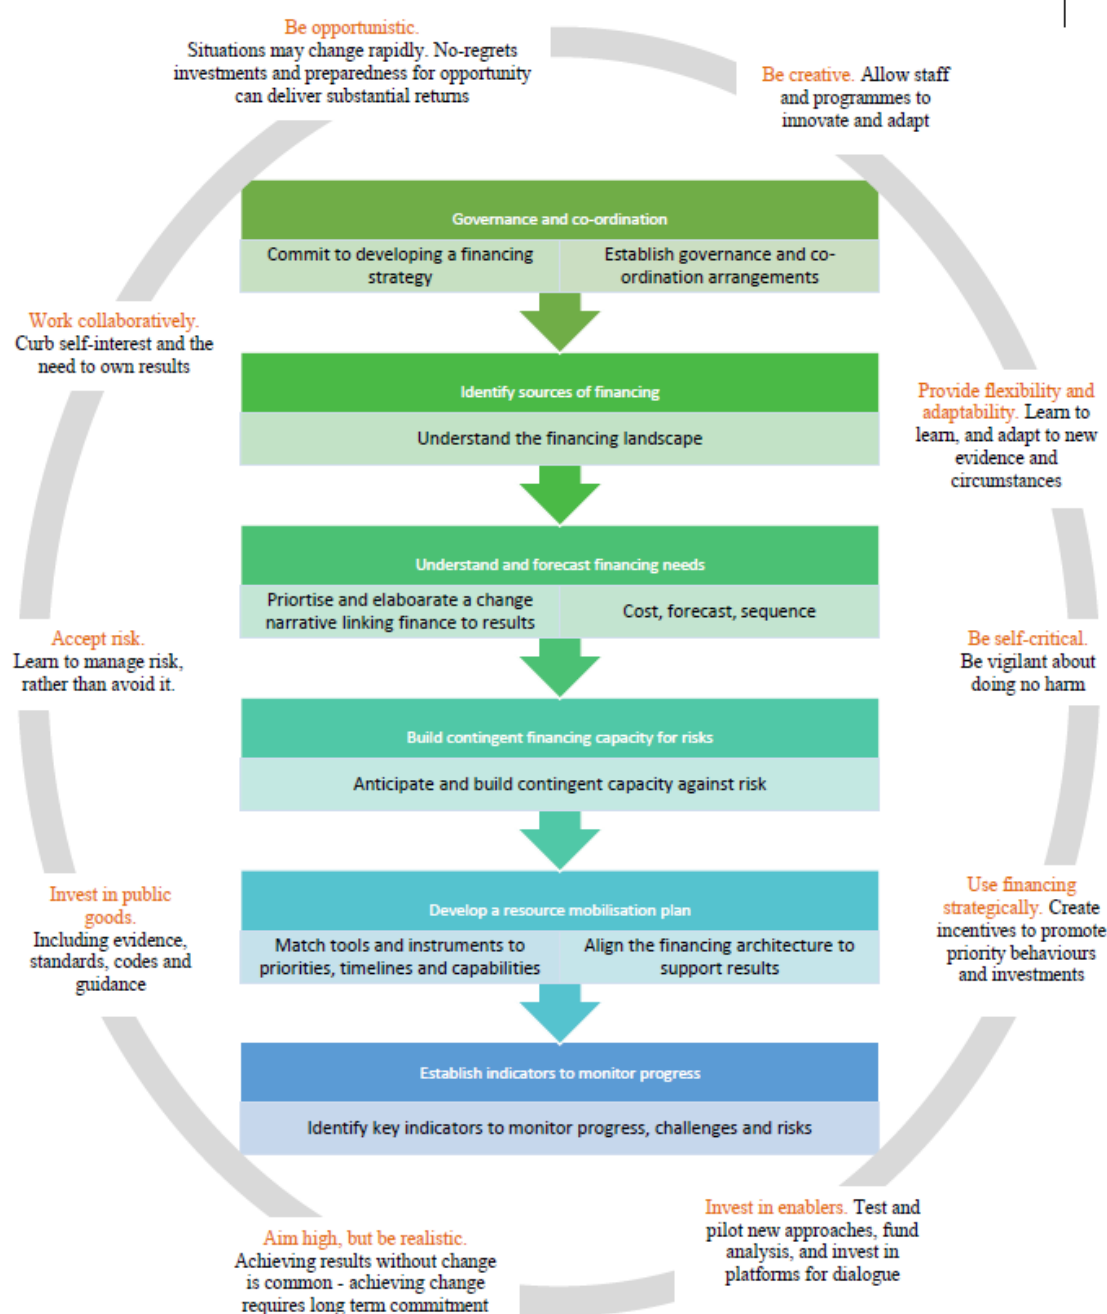 Be opportunistic.
Situations may change rapidly. No-regrets
investments and preparedness for opportunity
can deliver substantial returns
Be creative. Allow staff
and programmes to
innovate and adapt
Governance and co-ordination
Commit to developing a financing
strategy
Establish governance and co-
ordination arrangements
Work collaboratively.
Curb self-interest and the
need to own results
Identify sources of financing
Understand the financing landscape
Provide flexibility and
adaptability. Learn to
learn, and adapt to new
evidence and
circumstances
Understand and forecast financing needs
Priortise and elaboarate a change
narrative linking finance to results
Cost, forecast, sequence
Accept risk.
Learn to manage risk,
rather than avoid it.
Be self-critical.
Be vigilant about
doing no harm
Build contingent financing capacity for risks
Anticipate and build contingent capacity against risk
Invest in public
goods.
Including evidence,
standards, codes and
guidance
Develop a resource mobilisation plan
Match tools and instruments to
priorities, timelines and capabilities
Align the financing architecture to
support results
Use financing
strategically. Create
incentives to promote
priority behaviours
and investments
Establish indicators to monitor progress
Identify key indicators to monitor progress, challenges and risks
Invest in enablers. Test and
pilot new approaches, fund
analysis, and invest in
platforms for dialogue
Aim high, but be realistic.
Achieving results without change
is common - achieving change
requires long term commitment